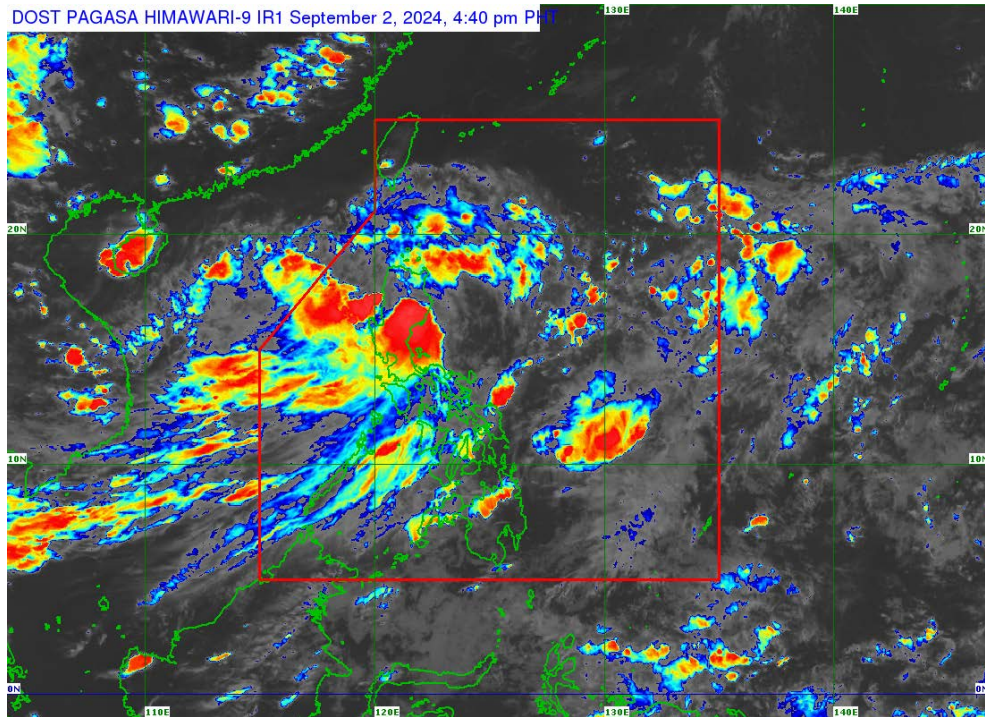 DOST PAGASA HIMAWARI-9 IR1 September 2, 2024, 4:40 pm PHT
130E 140E
20N 20N
10N 10N
0N 0N
110E 120E 130E 140E